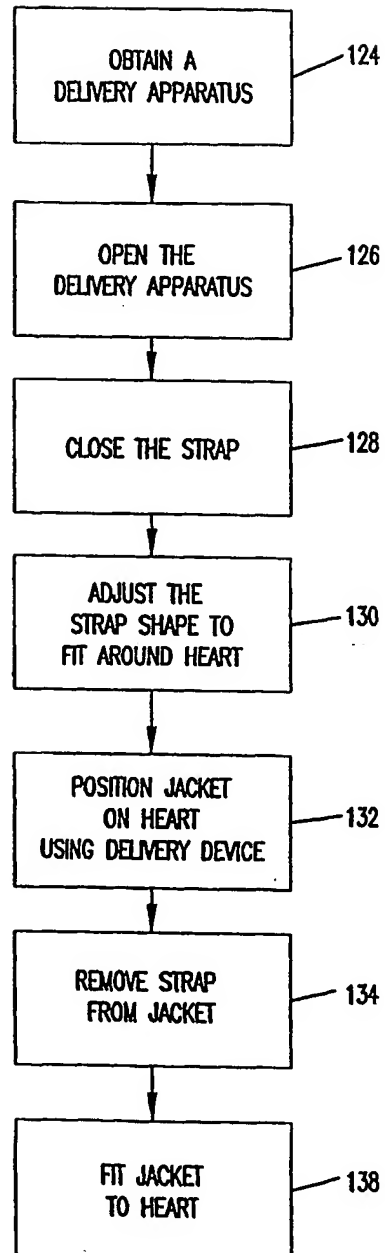 OBTAIN A
DELIVERY APPARATUS
124
OPEN THE
DELIVERY APPARATUS
126
CLOSE THE STRAP
128
ADJUST THE
STRAP SHAPE TO
FIT AROUND HEART
130
POSITION JACKET
ON HEART
USING DELIVERY DEVICE
132
REMOVE STRAP
FROM JACKET
134
FIT JACKET
TO HEART
138